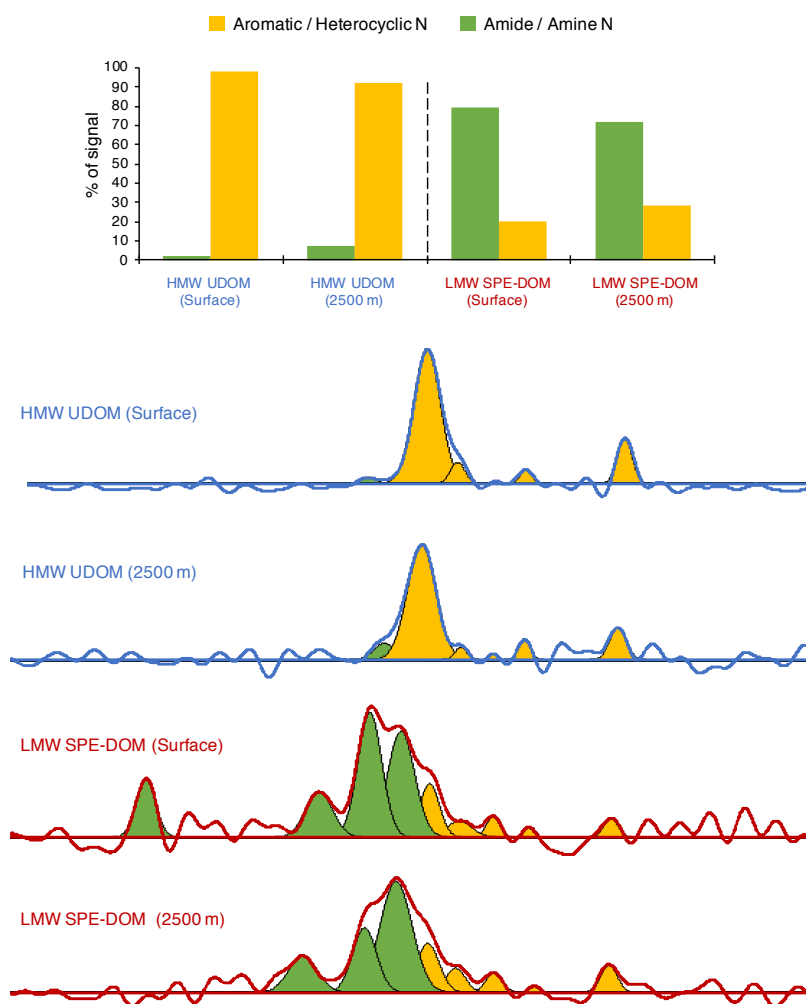 Aromatic / Heterocyclic N Amide / Amine N
% of signal
100
90
80
70
60
50
40
30
20
10
0
HMW UDOM
(Surface)
HMW UDOM
(2500 m)
LMW SPE-DOM
(Surface)
LMW SPE-DOM
(2500 m)
HMW UDOM (Surface)
HMW UDOM (2500 m)
LMW SPE-DOM (Surface)
LMW SPE-DOM (2500 m)